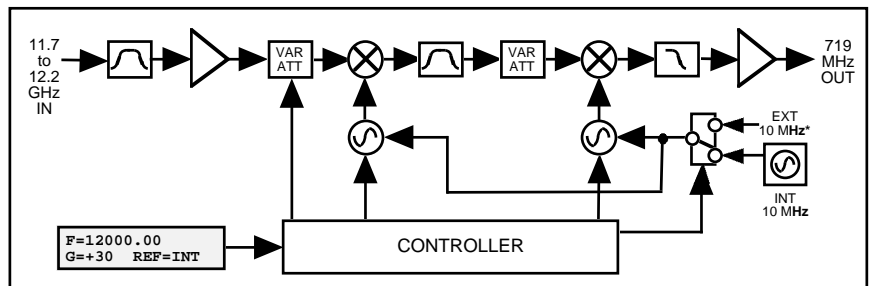 11.7
to
12.2
GHz
IN
VAR
ATT
VAR
ATT
719
MHz
OUT
EXT
10 MHz*
INT
10 MHz
F=12000.00
G=+30 REF=INT
CONTROLLER